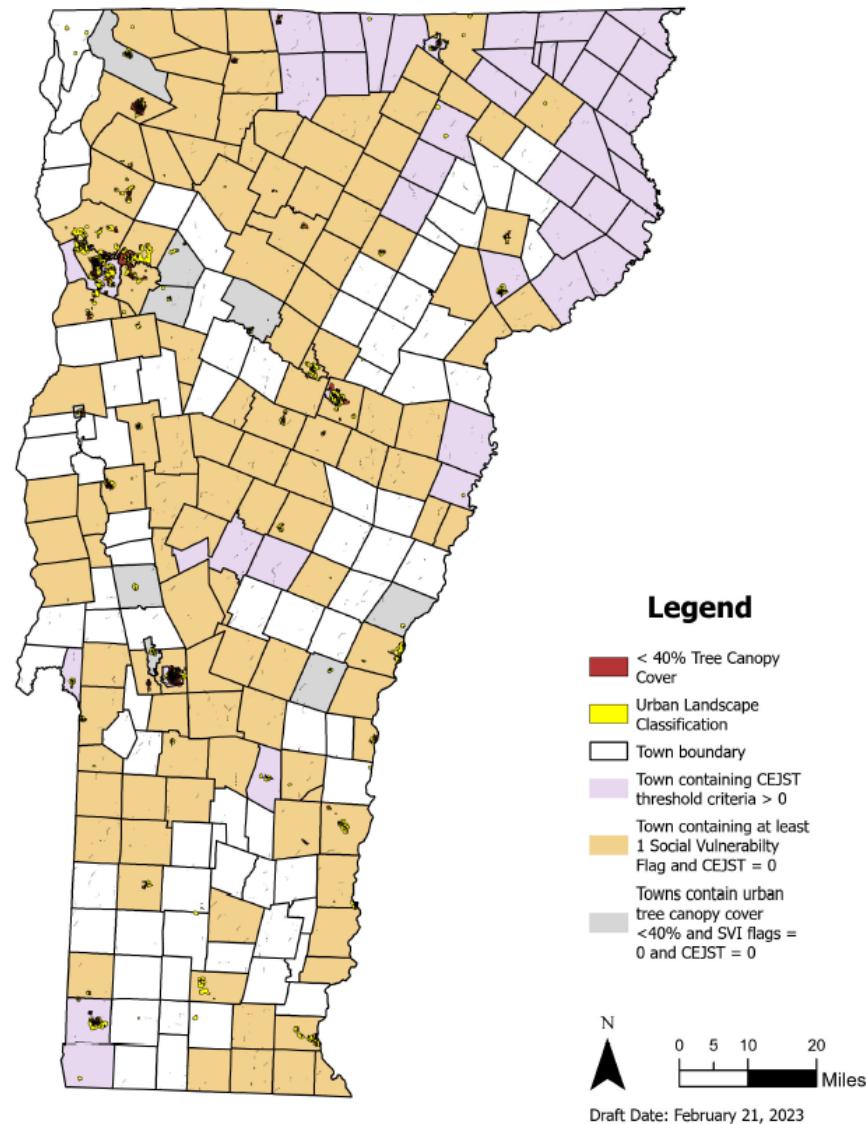 Legend
< 40% Tree Canopy
Cover
Urban Landscape
Classification
Town boundary
Town containing CEJST
threshold criteria > 0
Town containing at least
1 Social Vulnerabilty
Flag and CEJST = 0
Towns contain urban
tree canopy cover
<40% and SVI flags =
0 and CEJST = 0
N
0 5 10 20
Miles
Draft Date: February 21, 2023